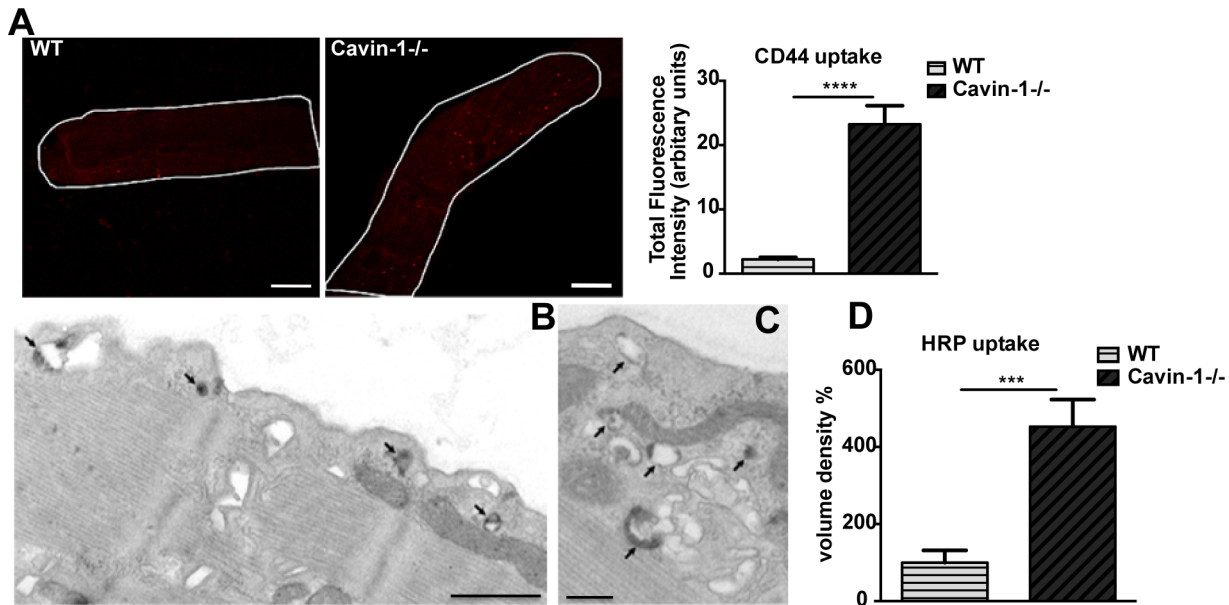 A
WT
Cavin-1-/-
CD44 uptake
WT
Cavin-1-/-
****
30
20
10
0
Total Fluorescence
Intensity (arbitary units)
B
C
D
HRP uptake
WT
Cavin-1-/-
***
600
400
200
0
volume density %